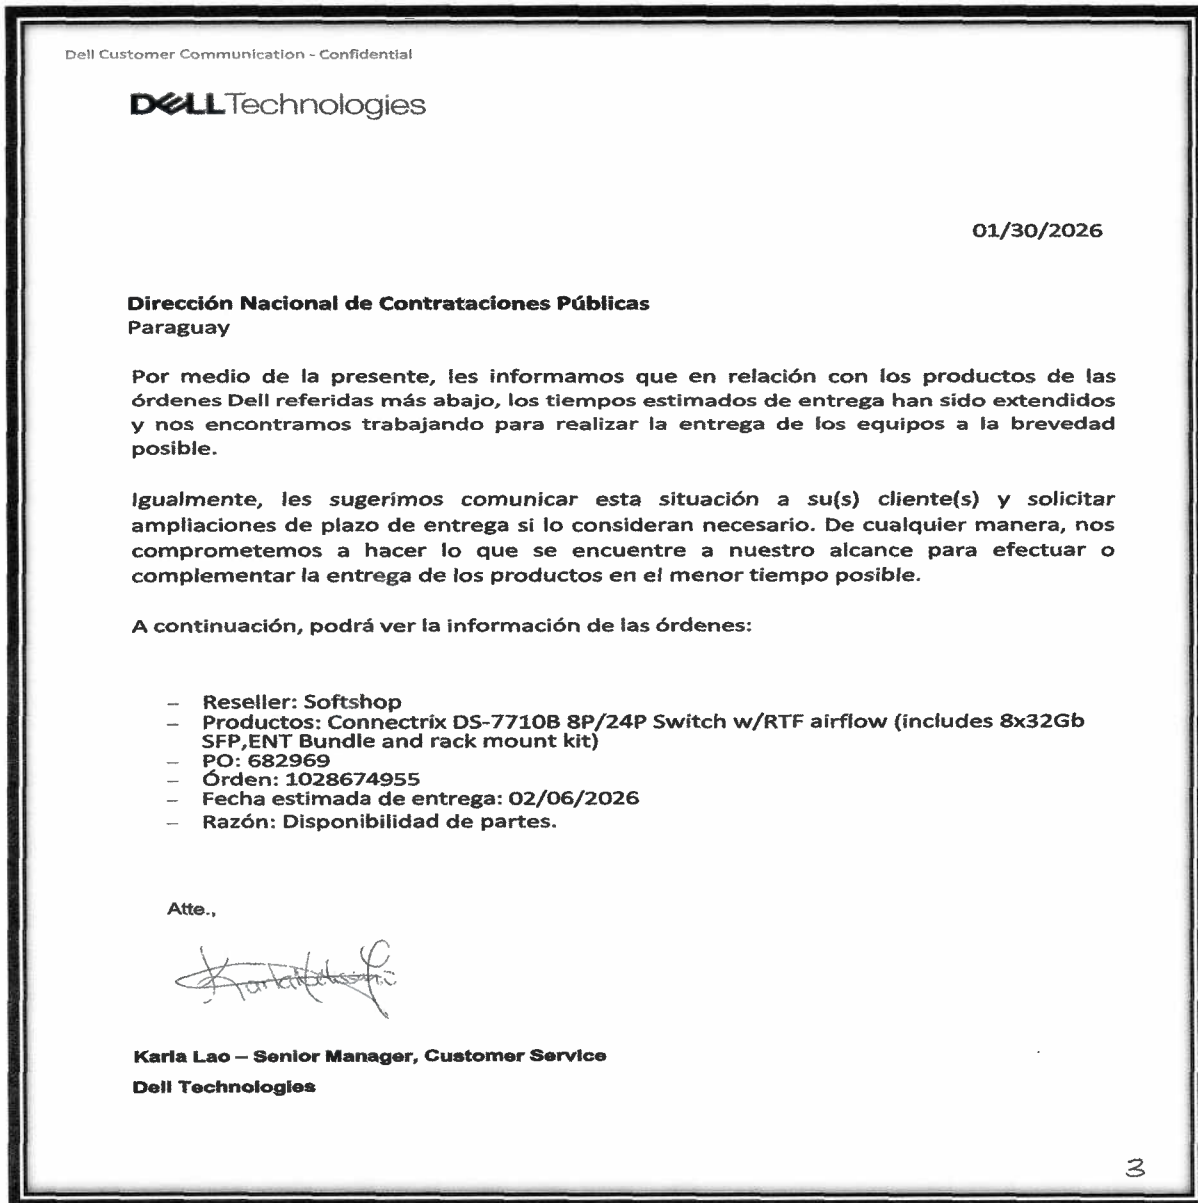 Dell Customer Communication - Confidential
DELLTechnologies
01/30/2026
Dirección Nacional de Contrataciones Públicas
Paraguay
Por medio de la presente, les informamos que en relación con los productos de las
órdenes Dell referidas más abajo, los tiempos estimados de entrega han sido extendidos
y nos encontramos trabajando para realizar la entrega de los equipos a la brevedad
posible.
Igualmente, les sugerimos comunicar esta situación a su(s) cliente(s) y solicitar
ampliaciones de plazo de entrega si lo consideran necesario. De cualquier manera, nos
comprometemos a hacer lo que se encuentre a nuestro alcance para efectuar o
complementar la entrega de los productos en el menor tiempo posible.
A continuación, podrá ver la información de las órdenes:
– Reseller: Softshop
– Productos: Connectrix DS-7710B 8P/24P Switch w/RTF airflow (includes 8x32Gb
SFP,ENT Bundle and rack mount kit)
– PO: 682969
– Órden: 1028674955
– Fecha estimada de entrega: 02/06/2026
– Razón: Disponibilidad de partes.
Atte.,
Karla Lao – Senior Manager, Customer Service
Dell Technologies
3